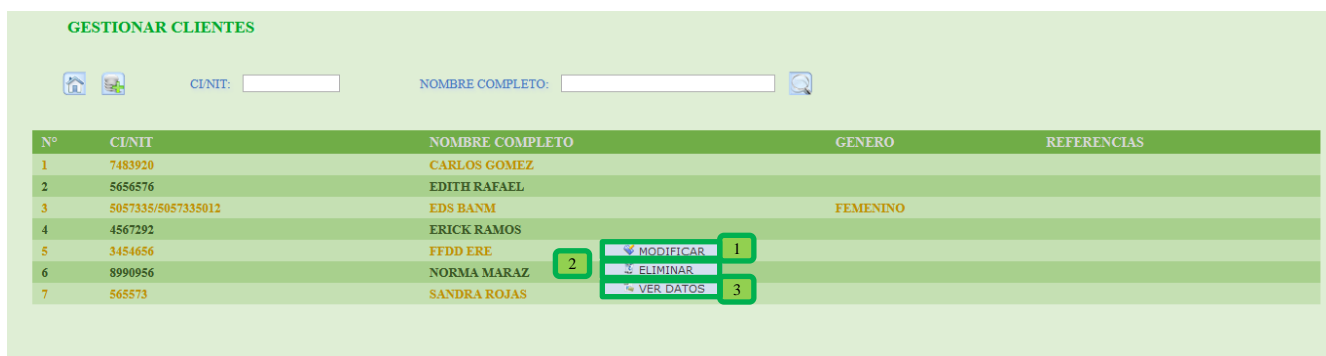 GESTIONAR CLIENTES
CI/NIT: NOMBRE COMPLETO:
N° CI/NIT NOMBRE COMPLETO GENERO REFERENCIAS
1 7483920 CARLOS GOMEZ
2 5656576 EDITH RAFAEL
3 5057335/5057335012 EDS BANM FEMENINO
4 4567292 ERICK RAMOS
5 3454656 FFDD ERE MODIFICAR 1
6 8990956 NORMA MARAZ 2 ELIMINAR
7 565573 SANDRA ROJAS VER DATOS 3